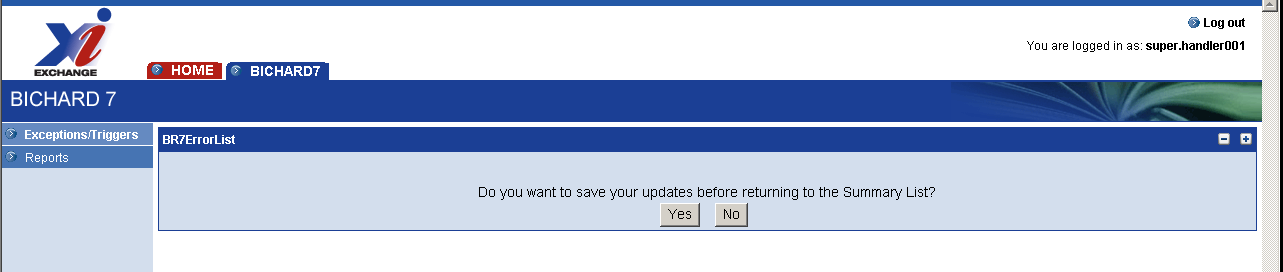 Xi
EXCHANGE
Log out
You are logged in as: super.handler001
HOME
BICHARD7
BICHARD 7
Exceptions/Triggers
Reports
BR7ErrorList
Do you want to save your updates before returning to the Summary List?
Yes No